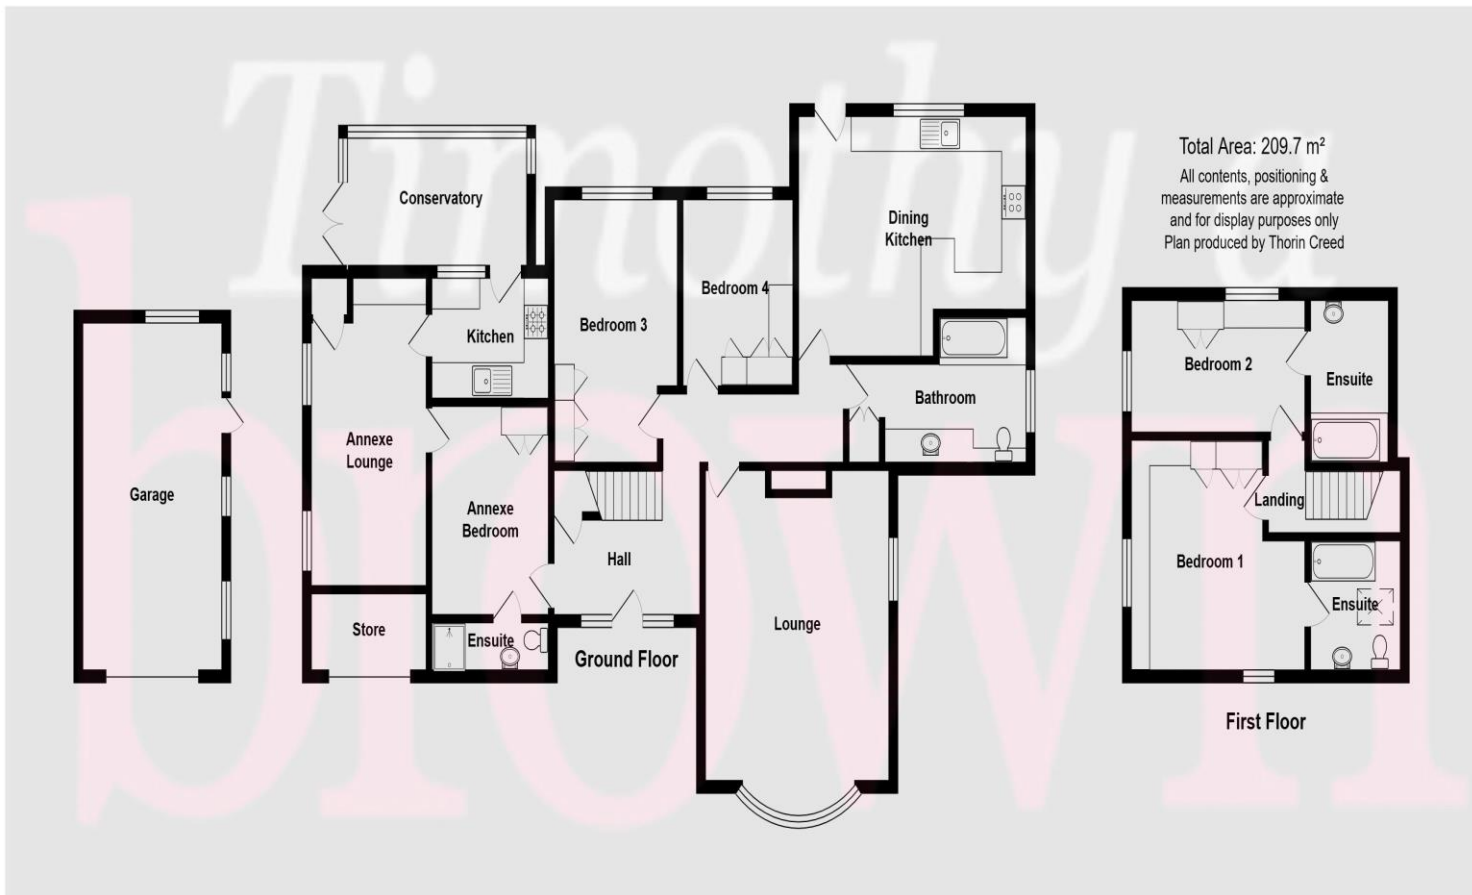 Timothy a
brown
Total Area: 209.7 m²
All contents, positioning &
measurements are approximate
and for display purposes only
Plan produced by Thorin Creed
Conservatory
Dining
Kitchen
Bedroom 4
Bedroom 3
Kitchen
Bedroom 2
Ensuite
Bathroom
Annexe
Lounge
Garage
Annexe
Bedroom
Landing
Hall
Bedroom 1
Ensuite
Lounge
Store
Ensuite
Ground Floor
First Floor